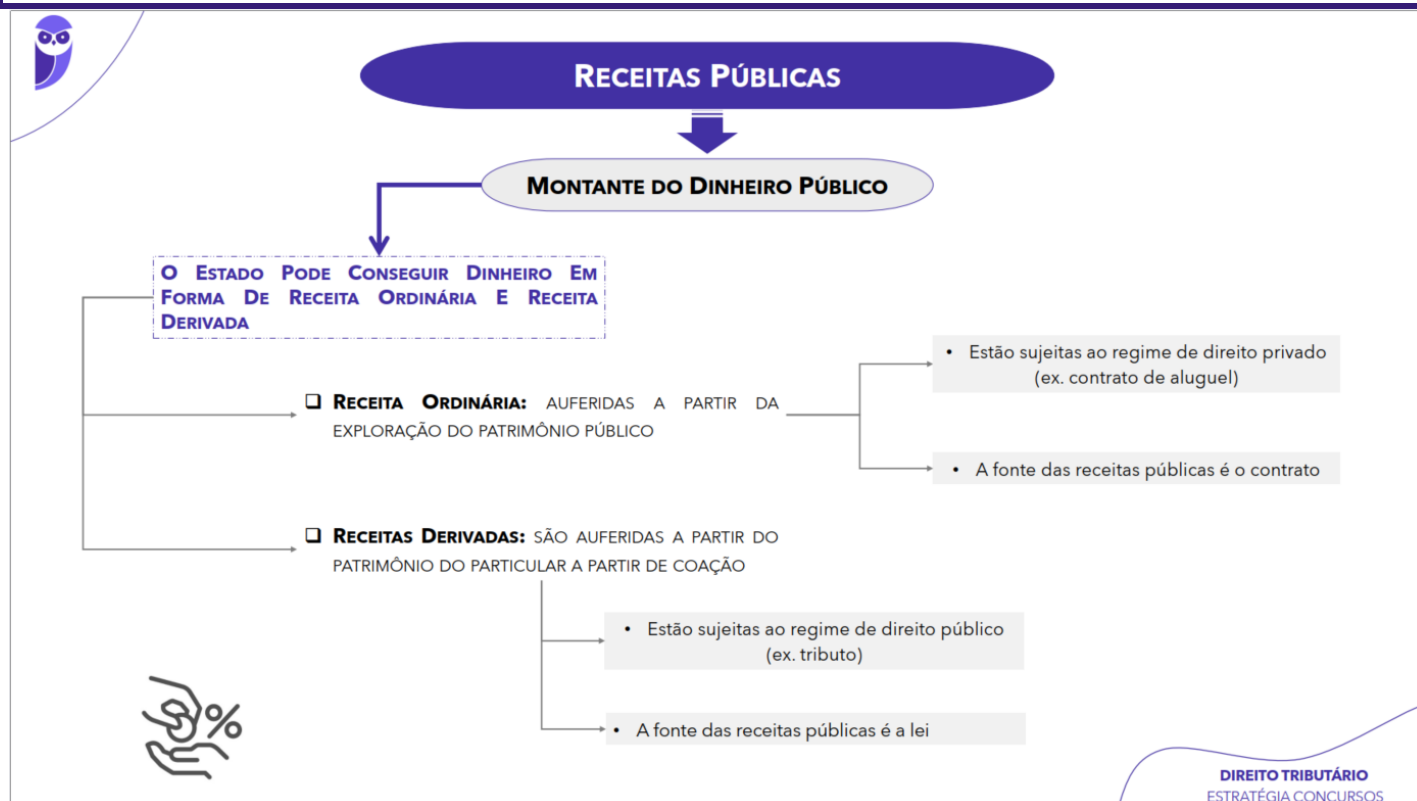 RECEITAS PÚBLICAS
MONTANTE DO DINHEIRO PÚBLICO
O ESTADO PODE CONSEGUIR DINHEIRO EM
FORMA DE RECEITA ORDINÁRIA E RECEITA
DERIVADA
❑ RECEITA ORDINÁRIA: AUFERIDAS A PARTIR DA
EXPLORAÇÃO DO PATRIMÔNIO PÚBLICO
• Estão sujeitas ao regime de direito privado
(ex. contrato de aluguel)
• A fonte das receitas públicas é o contrato
❑ RECEITAS DERIVADAS: SÃO AUFERIDAS A PARTIR DO
PATRIMÔNIO DO PARTICULAR A PARTIR DE COAÇÃO
• Estão sujeitas ao regime de direito público
(ex. tributo)
• A fonte das receitas públicas é a lei
%
DIREITO TRIBUTÁRIO
ESTRATÉGIA CONCURSOS